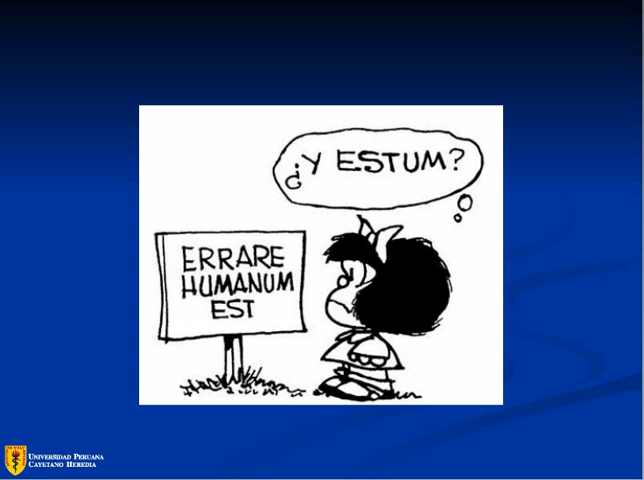 ¿Y ESTUM?
ERRARE
HUMANUM
EST
UNIVERSIDAD PERUANA
CAYETANO HEREDIA